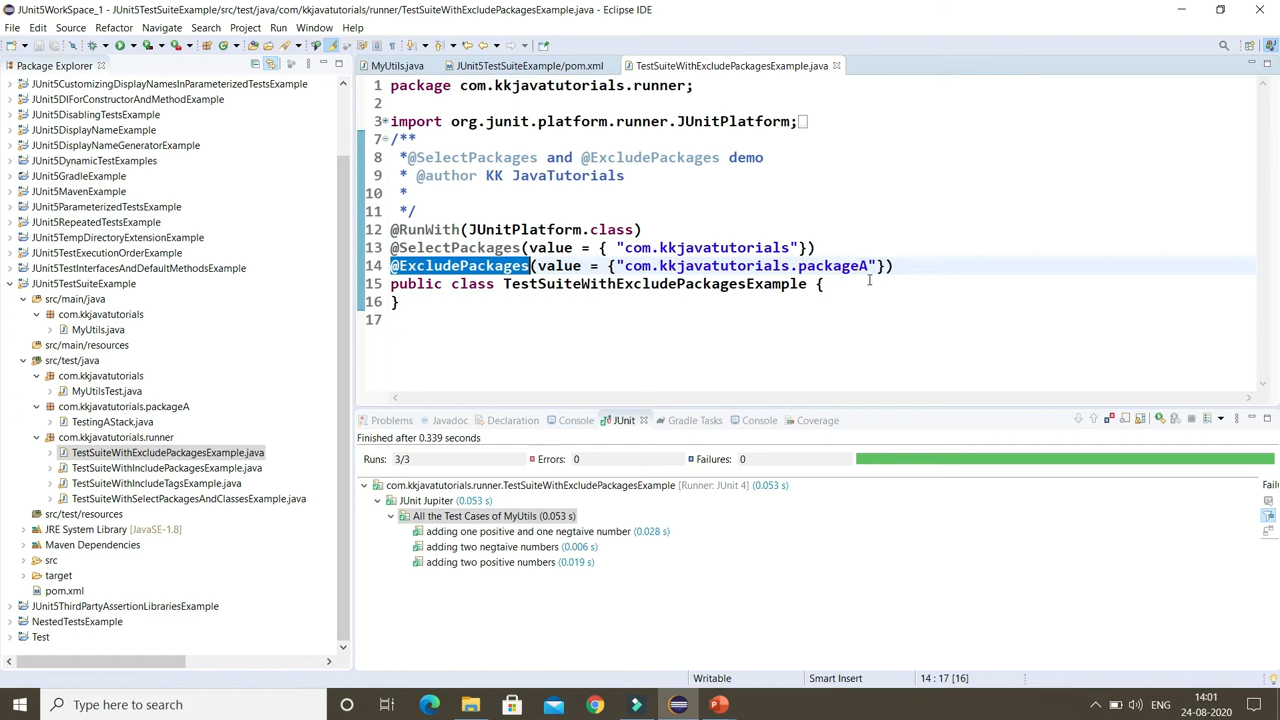 JUnit5WorkSpace_1 - JUnit5TestSuiteExample/src/test/java/com/kkjavatutorials/runner/TestSuiteWithExcludePackagesExample.java - Eclipse IDE
File Edit Source Refactor Navigate Search Project Run Window Help
Package Explorer
JUnit5CustomizingDisplayNamesInParameterizedTestsExample
JUnit5DIForConstructorAndMethodExample
JUnit5DisablingTestsExample
JUnit5DisplayNameExample
JUnit5DisplayNameGeneratorExample
JUnit5DynamicTestExamples
JUnit5GradleExample
JUnit5MavenExample
JUnit5ParameterizedTestsExample
JUnit5RepeatedTestsExample
JUnit5TempDirectoryExtensionExample
JUnit5TestExecutionOrderExample
JUnit5TestInterfacesAndDefaultMethodsExample
JUnit5TestSuiteExample
src/main/java
com.kkjavatutorials
MyUtils.java
src/main/resources
src/test/java
com.kkjavatutorials
MyUtilsTest.java
com.kkjavatutorials.packageA
TestingAStack.java
com.kkjavatutorials.runner
TestSuiteWithExcludePackagesExample.java
TestSuiteWithIncludePackagesExample.java
TestSuiteWithIncludeTagsExample.java
TestSuiteWithSelectPackagesAndClassesExample.java
src/test/resources
JRE System Library [JavaSE-1.8]
Maven Dependencies
src
target
pom.xml
JUnit5ThirdPartyAssertionLibrariesExample
NestedTestsExample
Test
MyUtils.java JUnit5TestSuiteExample/pom.xml TestSuiteWithExcludePackagesExample.java
1 package com.kkjavatutorials.runner;
2
3 import org.junit.platform.runner.JUnitPlatform;
7 /**
8 *@SelectPackages and @ExcludePackages demo
9 * @author KK JavaTutorials
10 *
11 */
12 @RunWith(JUnitPlatform.class)
13 @SelectPackages(value = { "com.kkjavatutorials"})
14 @ExcludePackages(value = {"com.kkjavatutorials.packageA"})
15 public class TestSuiteWithExcludePackagesExample {
16 }
17
Problems Javadoc Declaration Console JUnit Gradle Tasks Console Coverage
Finished after 0.339 seconds
Runs: 3/3 Errors: 0 Failures: 0
com.kkjavatutorials.runner.TestSuiteWithExcludePackagesExample [Runner: JUnit 4] (0.053 s)
JUnit Jupiter (0.053 s)
All the Test Cases of MyUtils (0.053 s)
adding one positive and one negtaive number (0.028 s)
adding two negtaive numbers (0.006 s)
adding two positive numbers (0.019 s)
Fail
Writable Smart Insert 14 : 17 [16]
Type here to search
ENG
14:01
24-08-2020